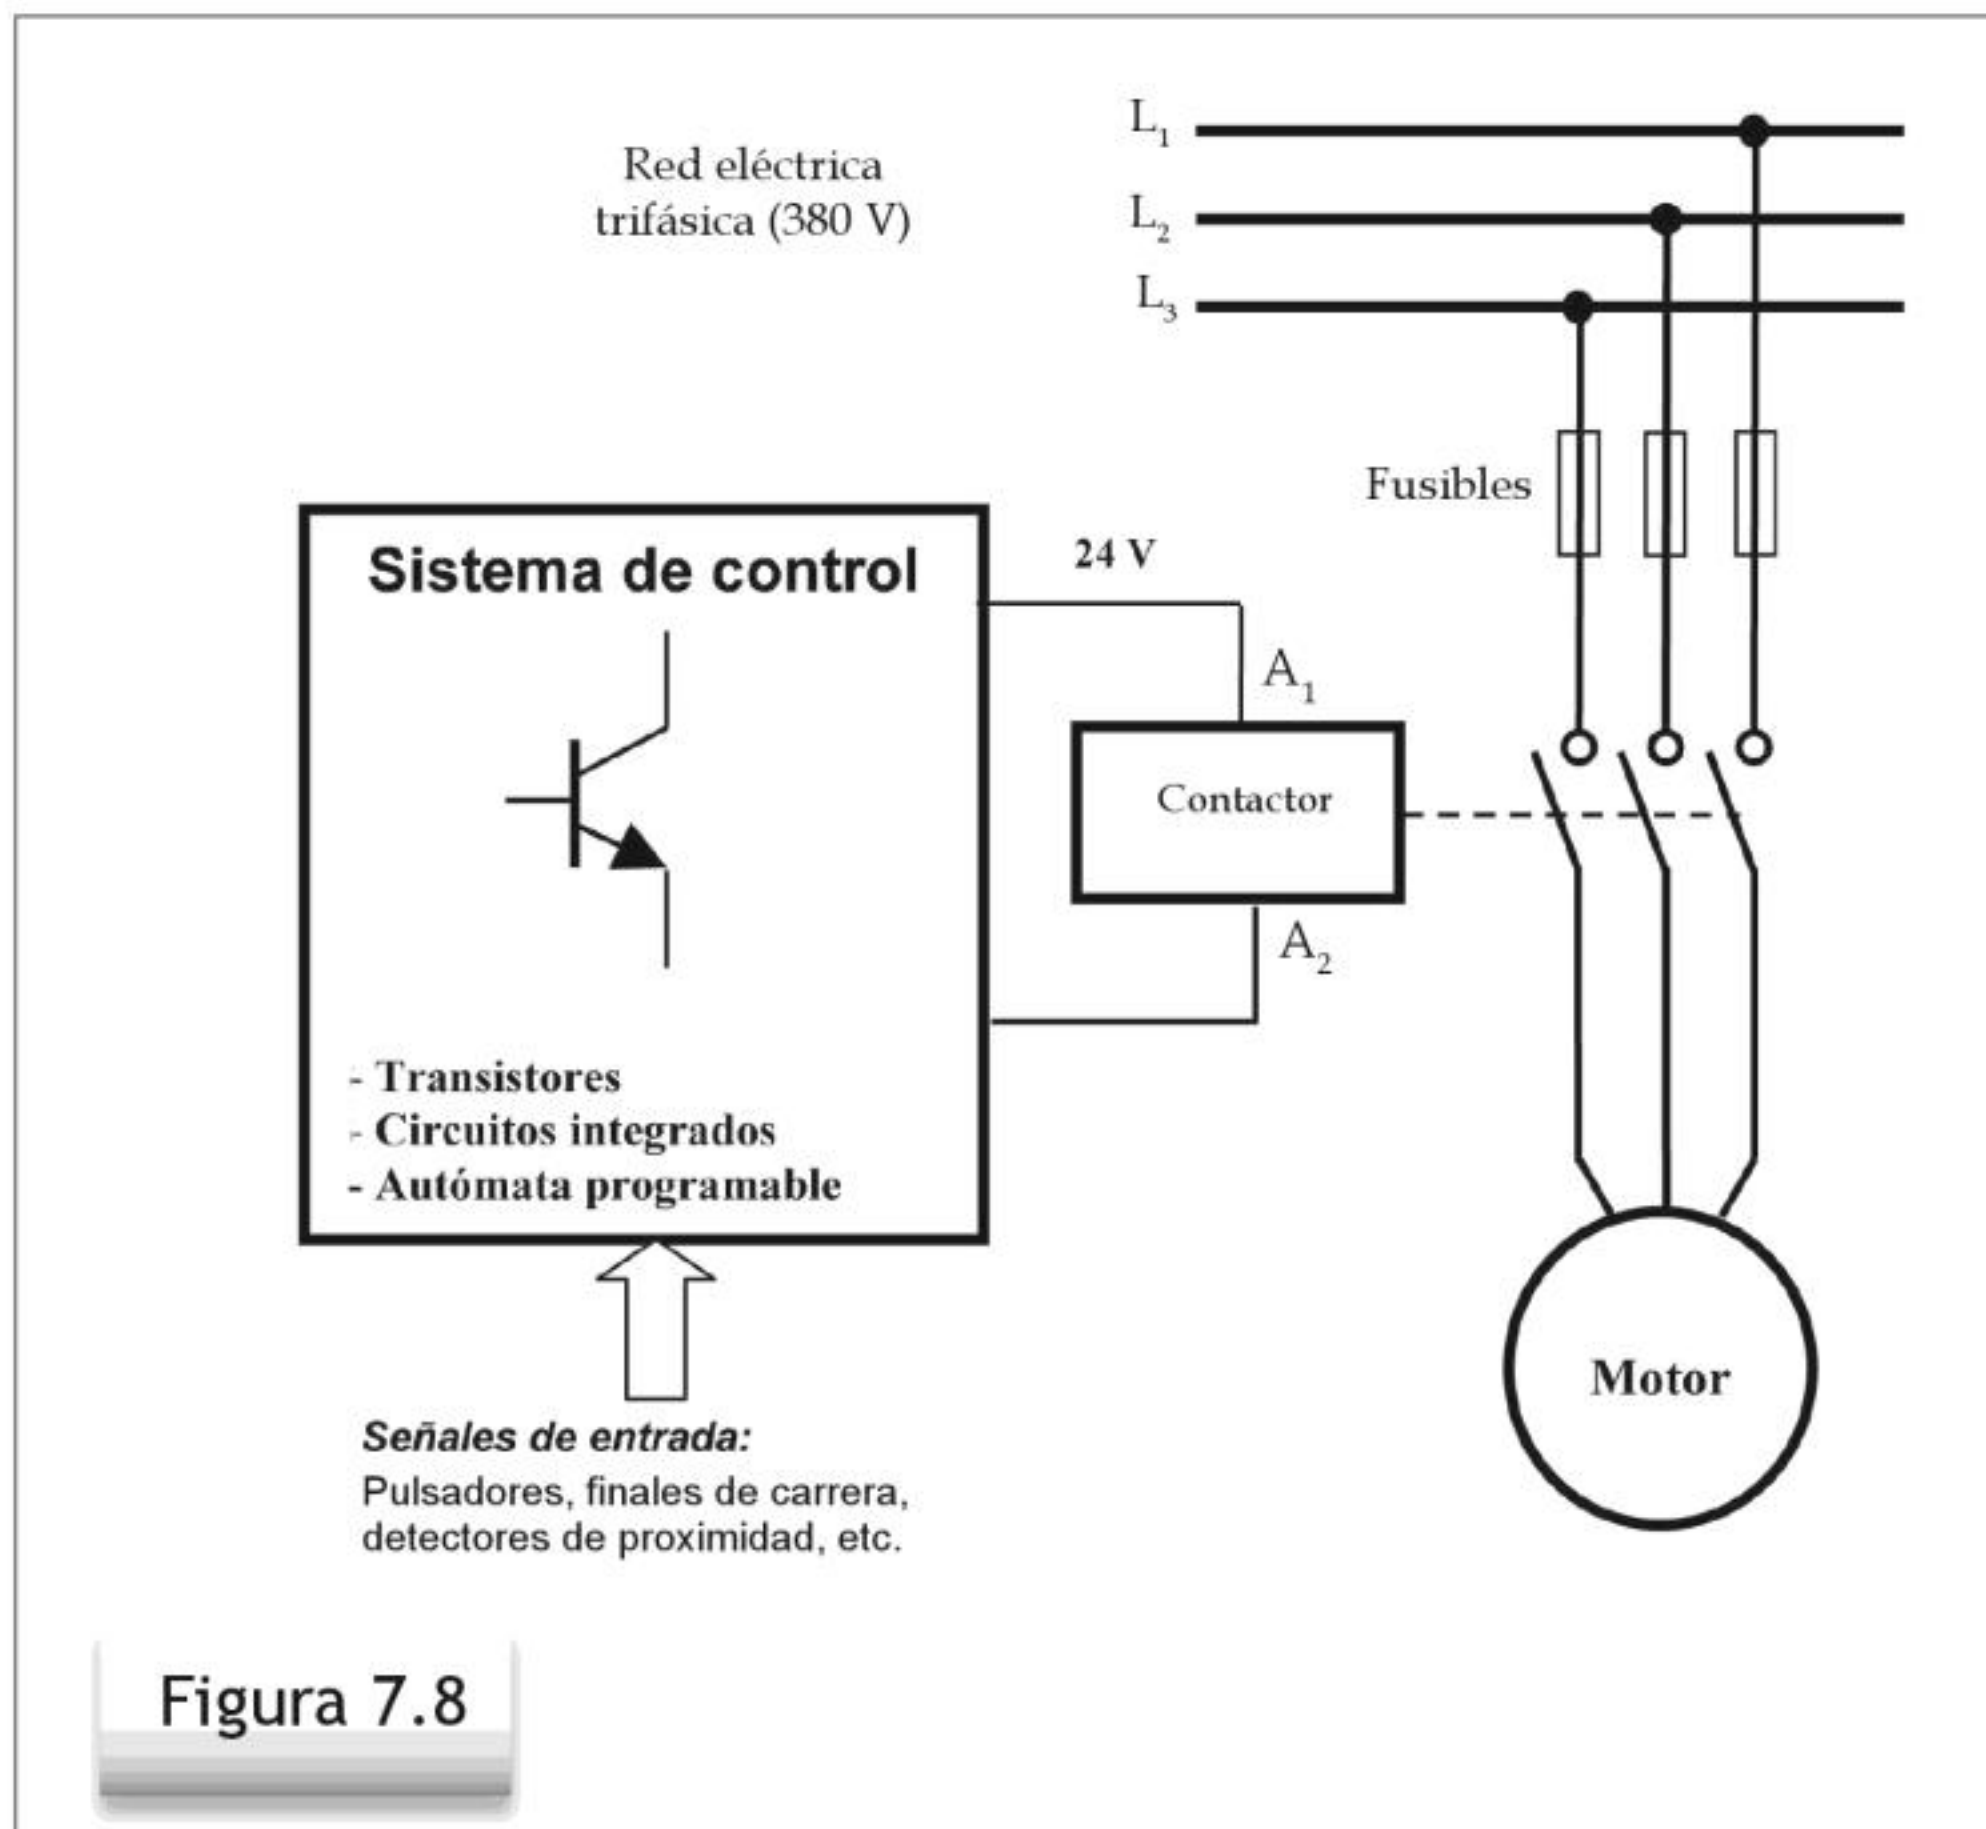 L1
Red eléctrica
trifásica (380 V)
L2
L3
Fusibles
Sistema de control
24 V
A1
Contactor
A2
- Transistores
- Circuitos integrados
- Autómata programable
Motor
Señales de entrada:
Pulsadores, finales de carrera,
detectores de proximidad, etc.
Figura 7.8